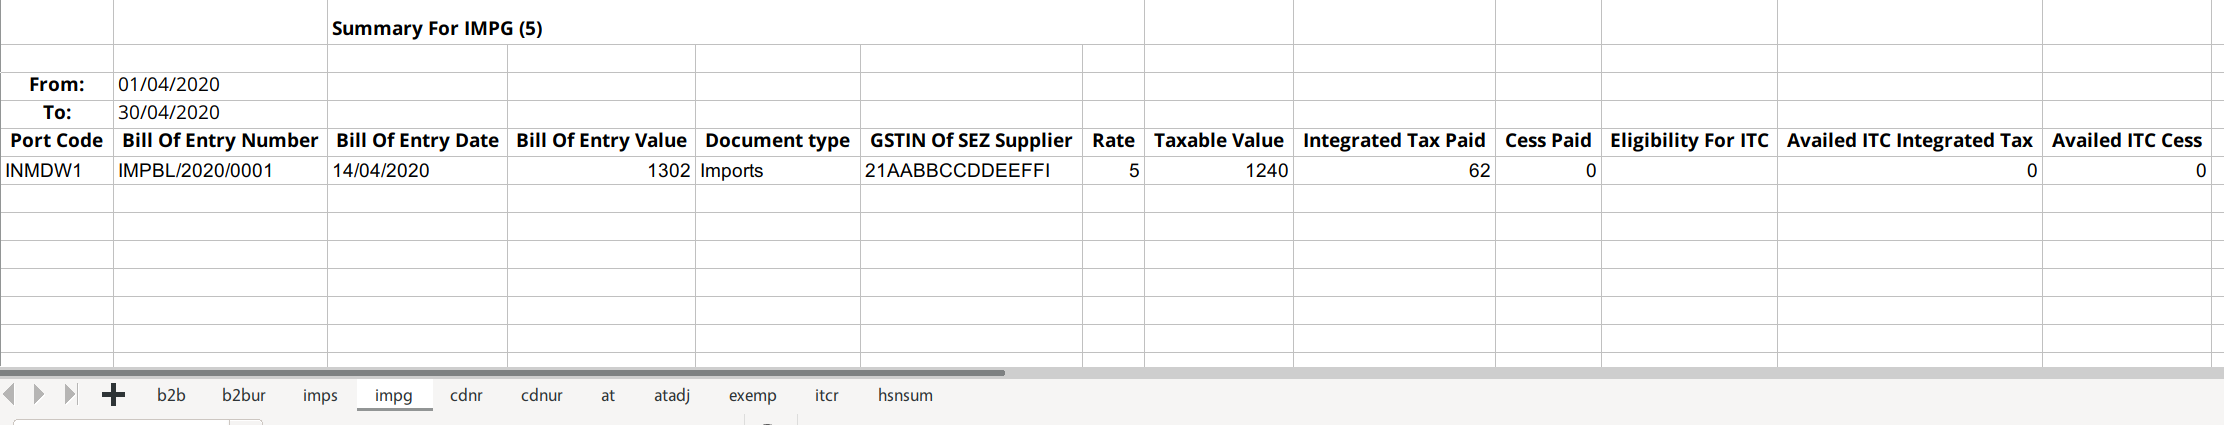 Summary For IMPG (5)
From: 01/04/2020
To: 30/04/2020
Port Code Bill Of Entry Number Bill Of Entry Date Bill Of Entry Value Document type GSTIN Of SEZ Supplier Rate Taxable Value Integrated Tax Paid Cess Paid Eligibility For ITC Availed ITC Integrated Tax Availed ITC Cess
INMDW1 IMPBL/2020/0001 14/04/2020 1302 Imports 21AABBCCDDEEFFI 5 1240 62 0 0 0
b2b b2bur imps impg cdnr cdnur at atadj exemp itcr hsnsum